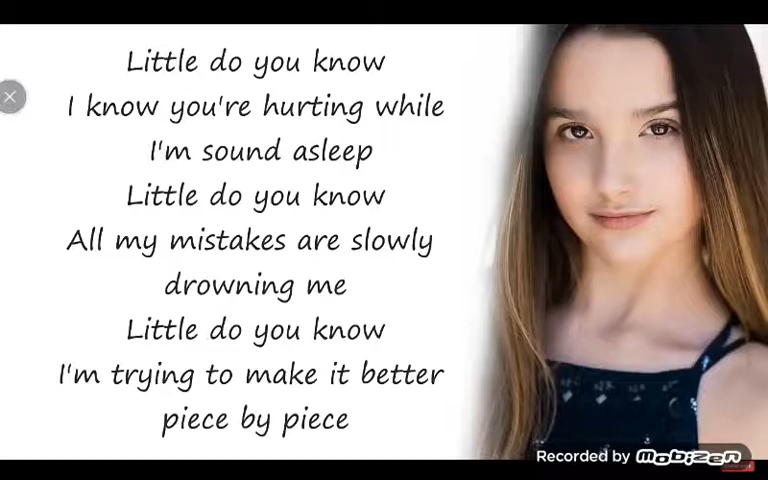 Little do you know
I know you're hurting while
I'm sound asleep
Little do you know
All my mistakes are slowly
drowning me
Little do you know
I'm trying to make it better
piece by piece
Recorded by mobizen